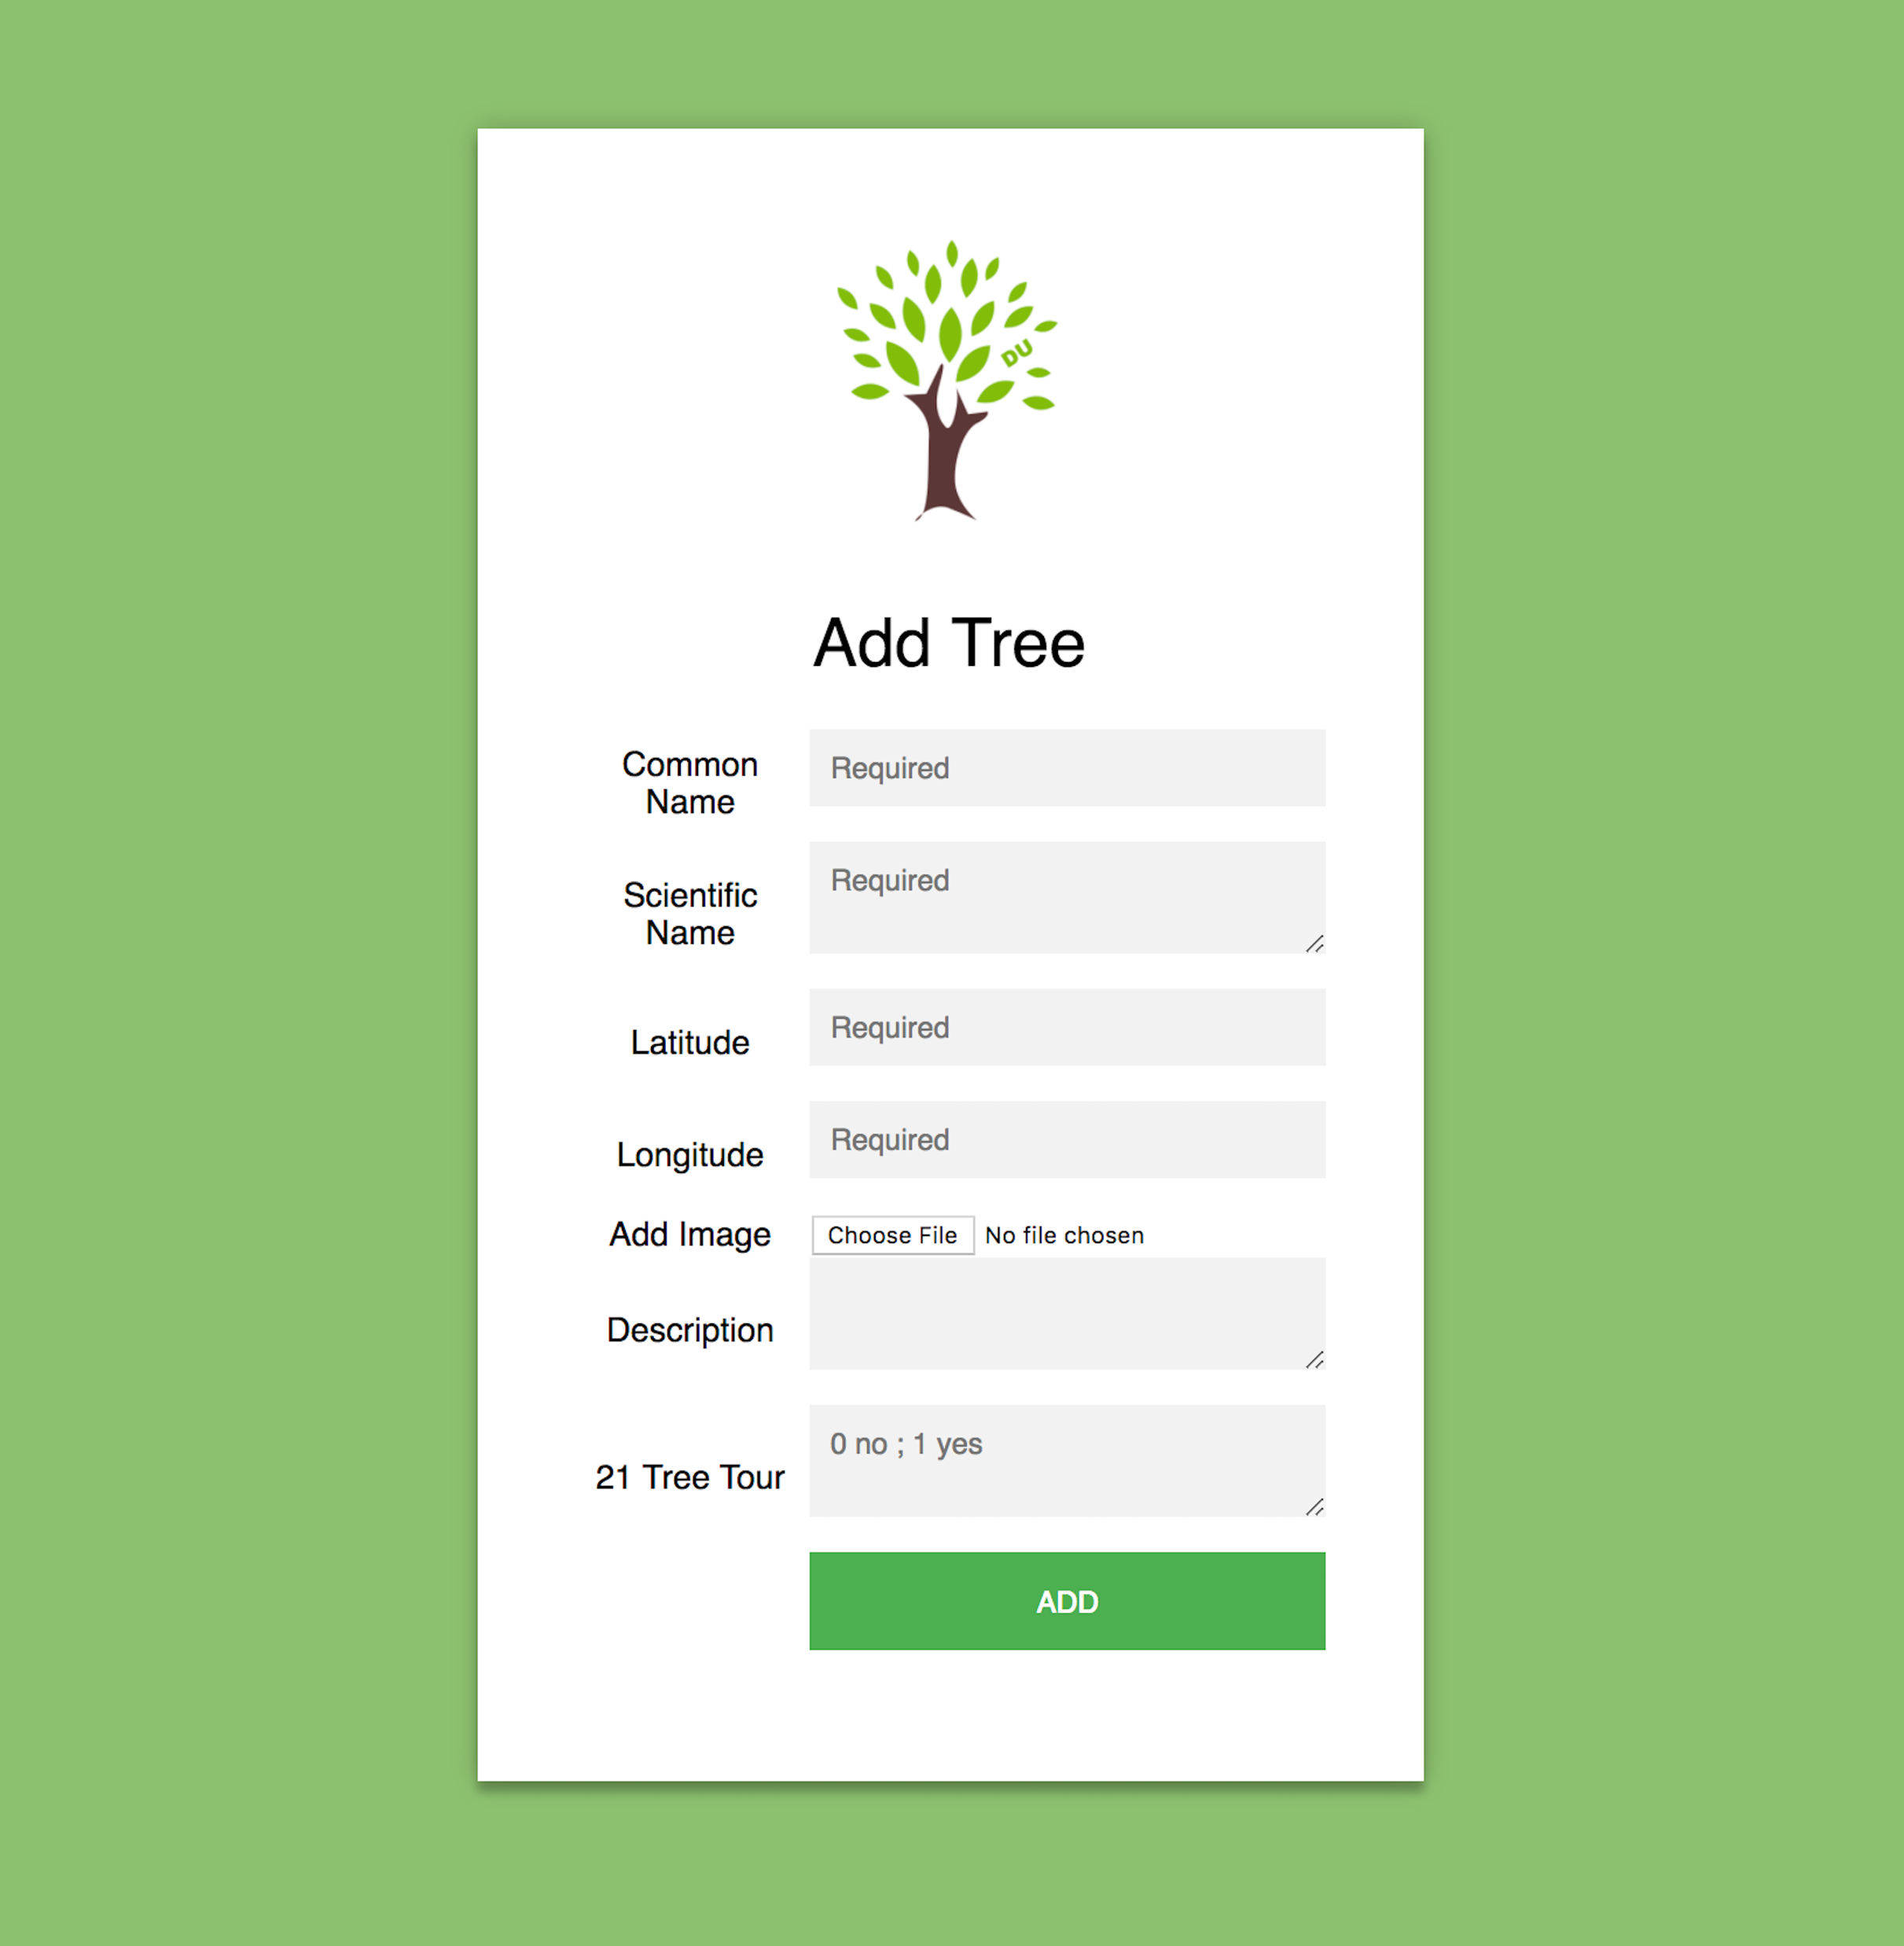 DU
Add Tree
Common
Name
Required
Scientific
Name
Required
Latitude
Required
Longitude
Required
Add Image
Choose File No file chosen
Description
21 Tree Tour
0 no ; 1 yes
ADD